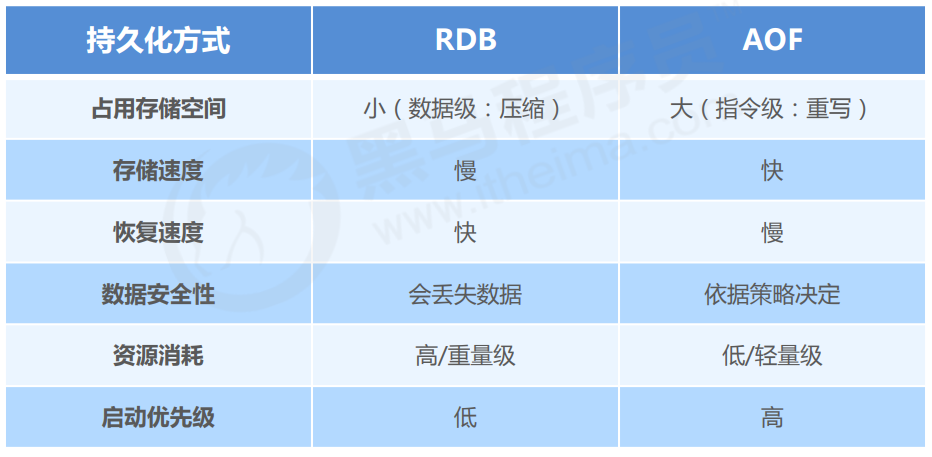 持久化方式 RDB AOF
占用存储空间 小（数据级：压缩） 大（指令级：重写）
存储速度 慢 快
恢复速度 快 慢
数据安全性 会丢失数据 依据策略决定
资源消耗 高/重量级 低/轻量级
启动优先级 低 高
黑马程序员
www.itheima.com